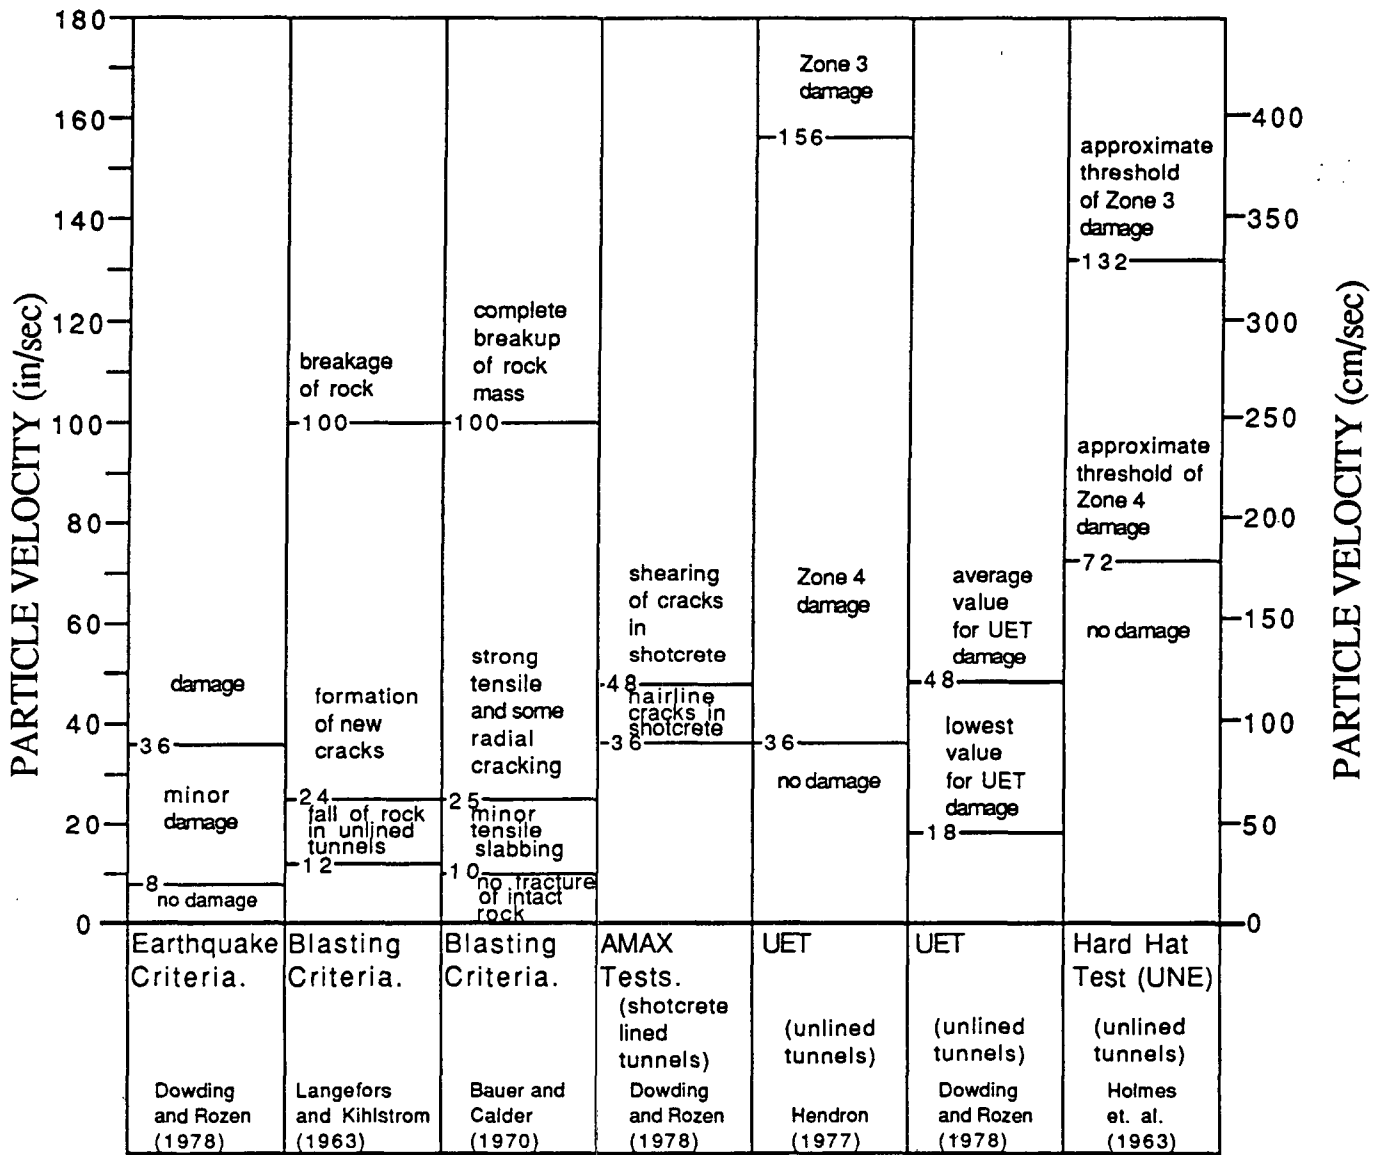 PARTICLE VELOCITY (in/sec)
180
160
140
120
100
80
60
40
20
0
damage
36
minor
damage
8
no damage
Earthquake
Criteria.
Dowding
and Rozen
(1978)
breakage
of rock
100
formation
of new
cracks
24
fall of rock
in unlined
tunnels
12
Blasting
Criteria.
Langefors
and Kihlstrom
(1963)
complete
breakup
of rock
mass
100
strong
tensile
and some
radial
cracking
25
minor
tensile
slabbing
10
no fracture
of intact
rock
Blasting
Criteria.
Bauer and
Calder
(1970)
shearing
of cracks
in
shotcrete
48
hairline
cracks in
shotcrete
36
AMAX
Tests.
(shotcrete
lined
tunnels)
Dowding
and Rozen
(1978)
Zone 3
damage
156
Zone 4
damage
36
no damage
UET
(unlined
tunnels)
Hendron
(1977)
average
value
for UET
damage
48
lowest
value
for UET
damage
18
UET
(unlined
tunnels)
Dowding
and Rozen
(1978)
approximate
threshold
of Zone 3
damage
132
approximate
threshold of
Zone 4
damage
72
no damage
Hard Hat
Test (UNE)
(unlined
tunnels)
Holmes
et. al.
(1963)
400
350
300
250
200
150
100
50
0
PARTICLE VELOCITY (cm/sec)